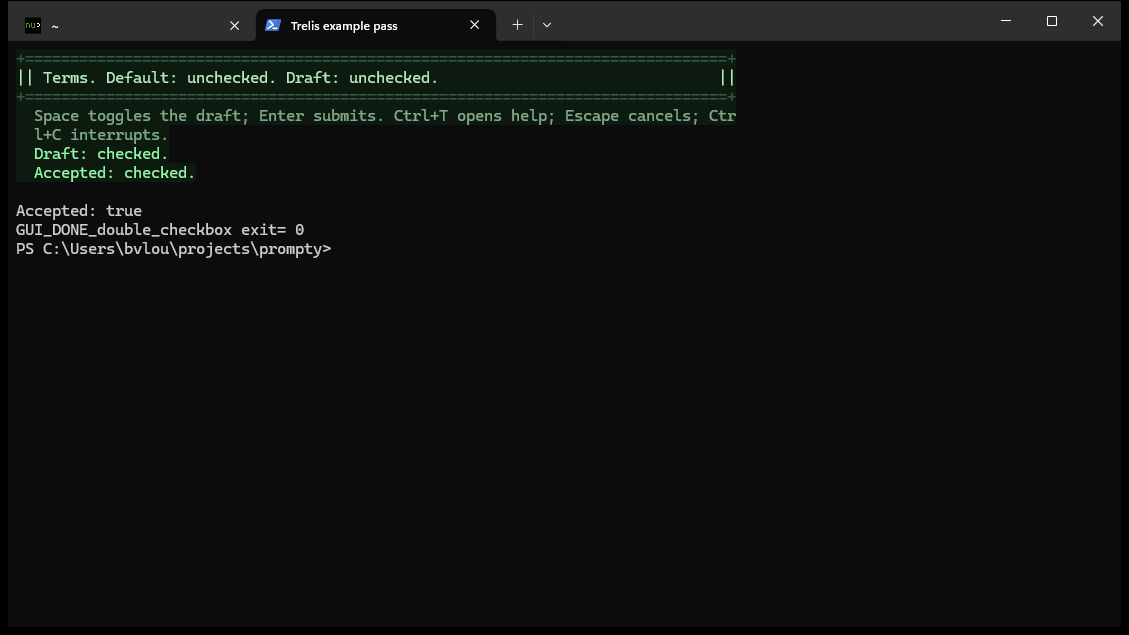 nu> ~
Trelis example pass
+==============================================================================+
|| Terms. Default: unchecked. Draft: unchecked. ||
+==============================================================================+
Space toggles the draft; Enter submits. Ctrl+T opens help; Escape cancels; Ctr
l+C interrupts.
Draft: checked.
Accepted: checked.
Accepted: true
GUI_DONE_double_checkbox exit= 0
PS C:\Users\bvlou\projects\prompty>